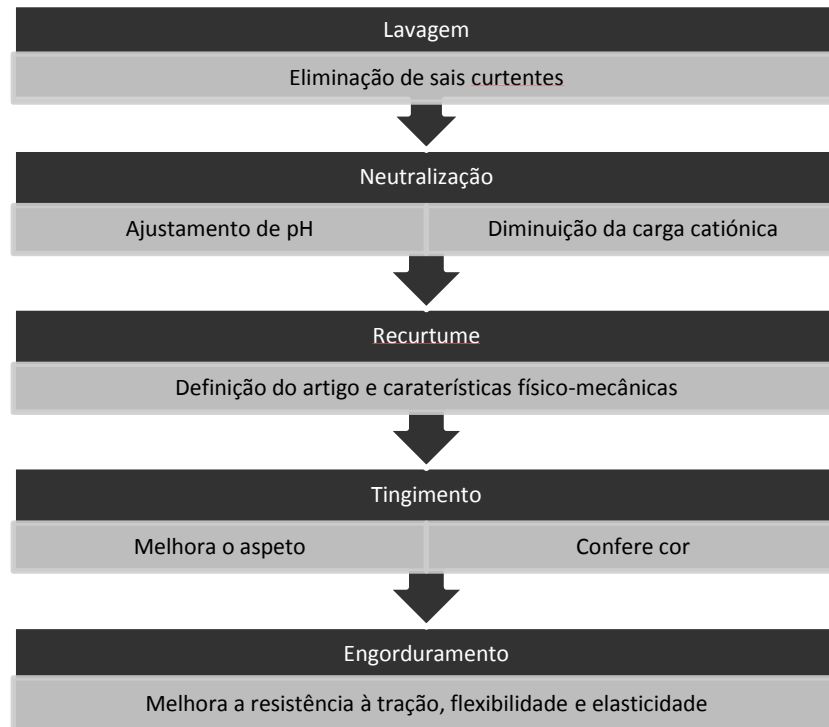 Lavagem
Eliminação de sais curtentes
Neutralização
Ajustamento de pH
Diminuição da carga catiónica
Recurtume
Definição do artigo e caraterísticas físico-mecânicas
Tingimento
Melhora o aspeto
Confere cor
Engorduramento
Melhora a resistência à tração, flexibilidade e elasticidade